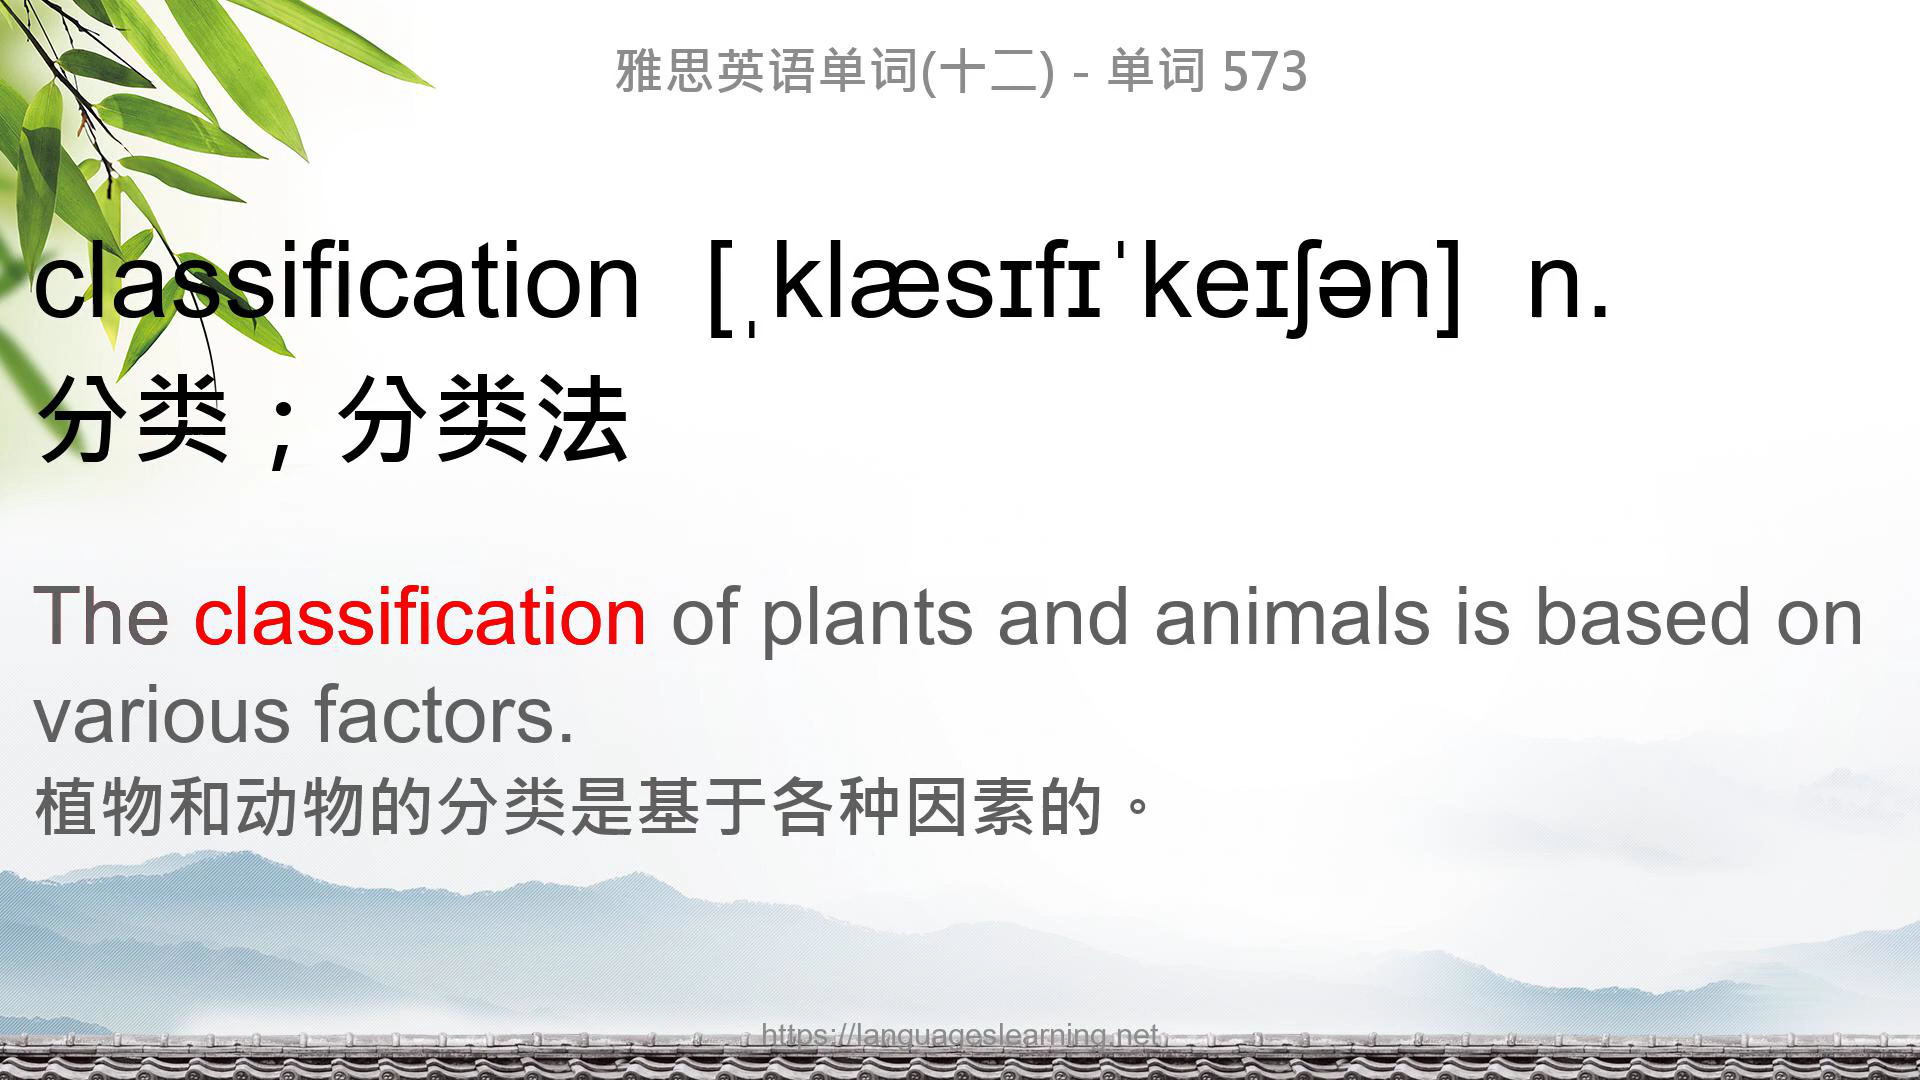 雅思英语单词(十二) - 单词 573
classification [ˌklæsɪfɪˈkeɪʃən] n.
分类；分类法
The classification of plants and animals is based on
various factors.
植物和动物的分类是基于各种因素的。
https://languageslearning.net